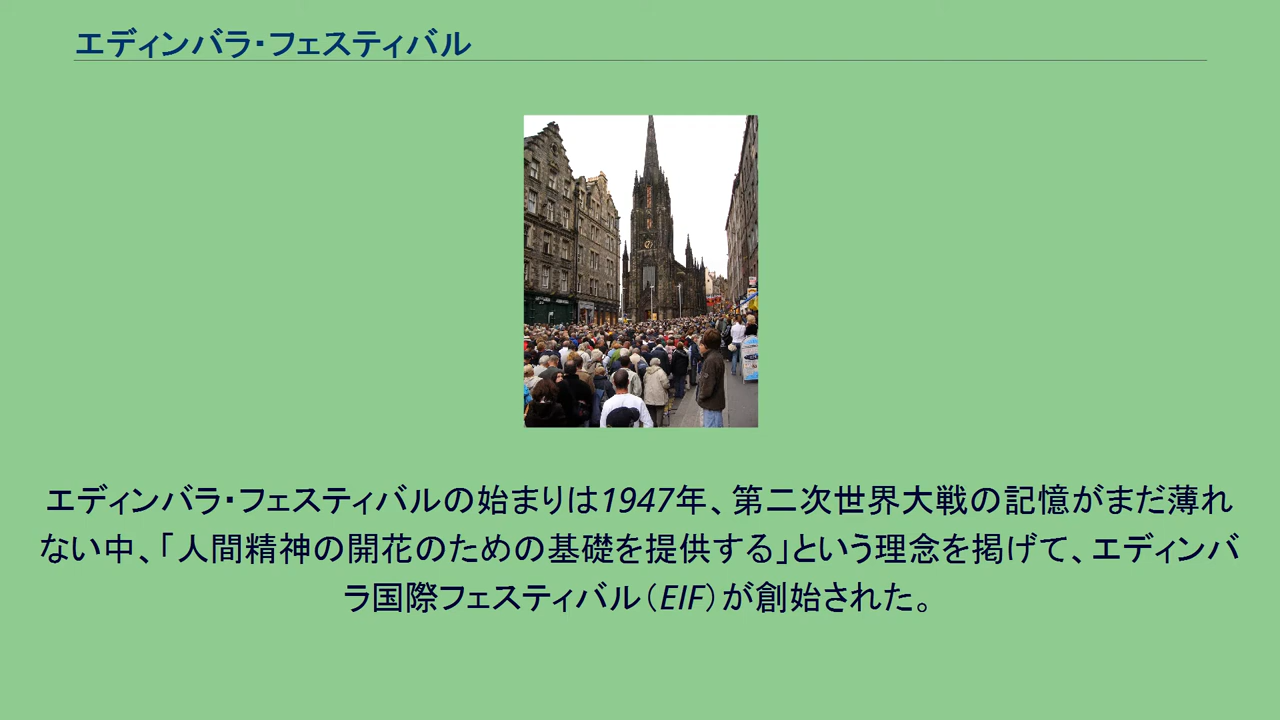 エディンバラ・フェスティバル
エディンバラ・フェスティバルの始まりは1947年、第二次世界大戦の記憶がまだ薄れ
ない中、「人間精神の開花のための基礎を提供する」という理念を掲げて、エディンバ
ラ国際フェスティバル（EIF）が創始された。